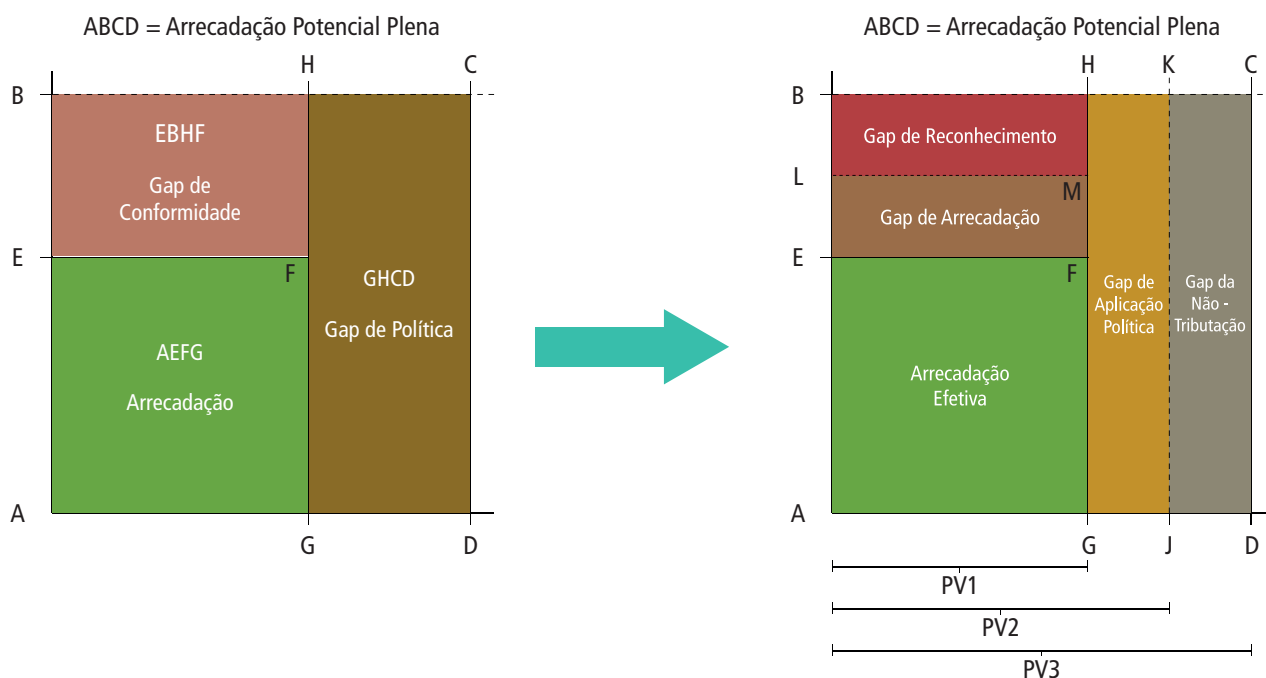 ABCD = Arrecadação Potencial Plena
H
C
B
EBHF
Gap de
Conformidade
E
F
GHCD
Gap de Política
AEFG
Arrecadação
A
G
D
ABCD = Arrecadação Potencial Plena
H
K
C
B
Gap de Reconhecimento
L
M
Gap de Arrecadação
E
F
Gap de
Aplicação
Política
Gap da
Não -
Tributação
Arrecadação
Efetiva
A
G
J
D
PV1
PV2
PV3